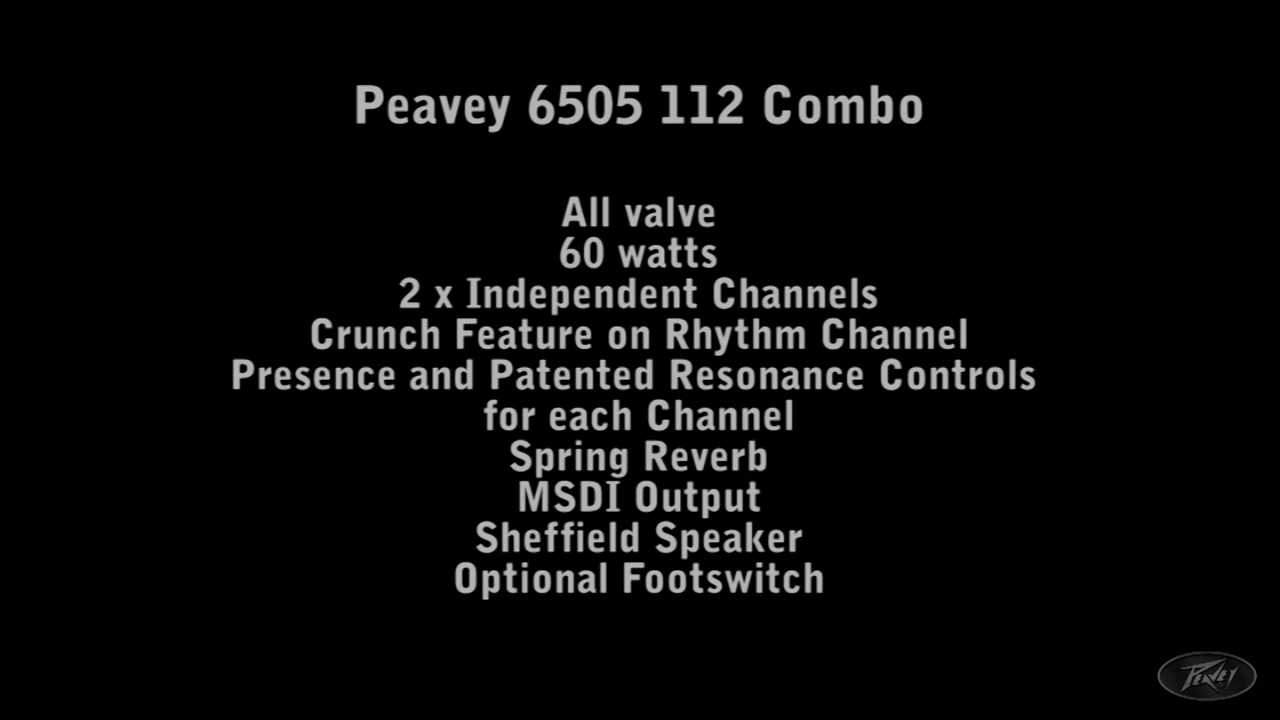 Peavey 6505 112 Combo
All valve
60 watts
2 x Independent Channels
Crunch Feature on Rhythm Channel
Presence and Patented Resonance Controls
for each Channel
Spring Reverb
MSDI Output
Sheffield Speaker
Optional Footswitch
PEAVEY